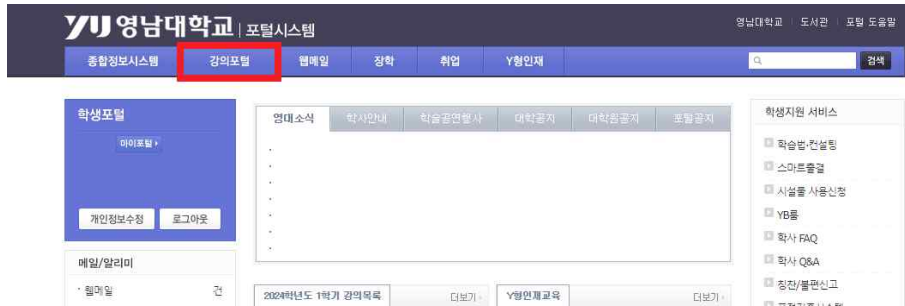 YU 영남대학교 | 포털시스템
영남대학교 | 도서관 | 포털 도움말
종합정보시스템 강의포털 웹메일 장학 취업 Y형인재
검색
학생포털
마이포털
개인정보수정 로그아웃
메일/알리미
웹메일 건
영대소식 학사안내 학술공연행사 대학공지 대학원공지 포털공지
2024학년도 1학기 강의목록 더보기
Y형인재교육 더보기
학생지원 서비스
학습법·컨설팅
스마트출결
시설물 사용신청
YB룸
학사 FAQ
학사 Q&A
칭찬/불편신고